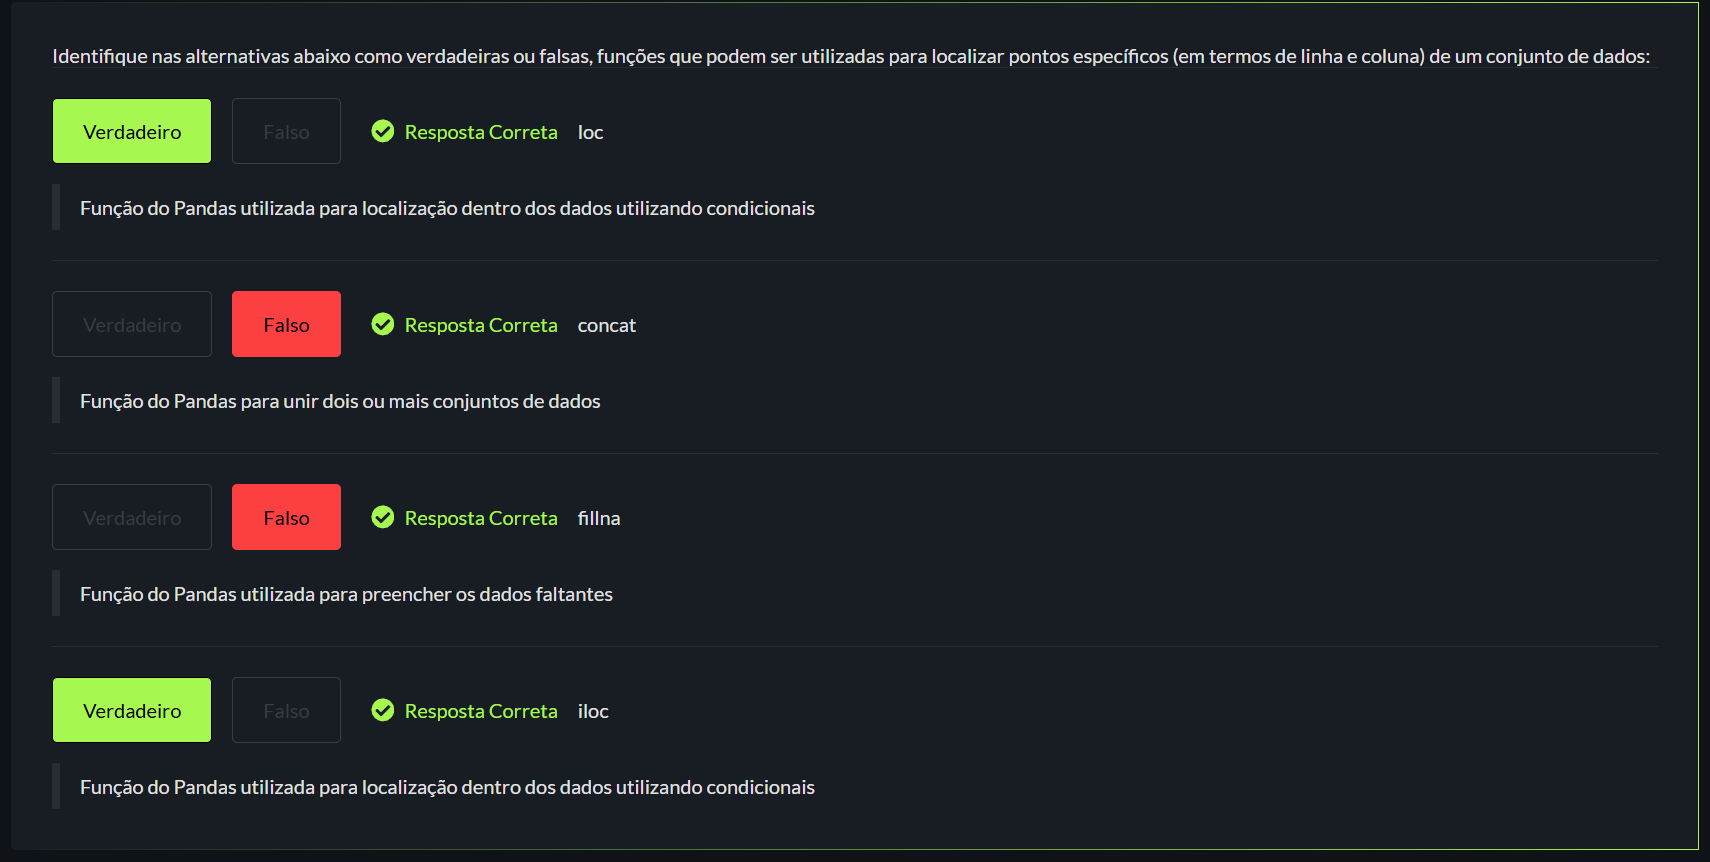 Identifique nas alternativas abaixo como verdadeiras ou falsas, funções que podem ser utilizadas para localizar pontos específicos (em termos de linha e coluna) de um conjunto de dados:
Verdadeiro Falso Resposta Correta loc
Função do Pandas utilizada para localização dentro dos dados utilizando condicionais
Verdadeiro Falso Resposta Correta concat
Função do Pandas para unir dois ou mais conjuntos de dados
Verdadeiro Falso Resposta Correta fillna
Função do Pandas utilizada para preencher os dados faltantes
Verdadeiro Falso Resposta Correta iloc
Função do Pandas utilizada para localização dentro dos dados utilizando condicionais